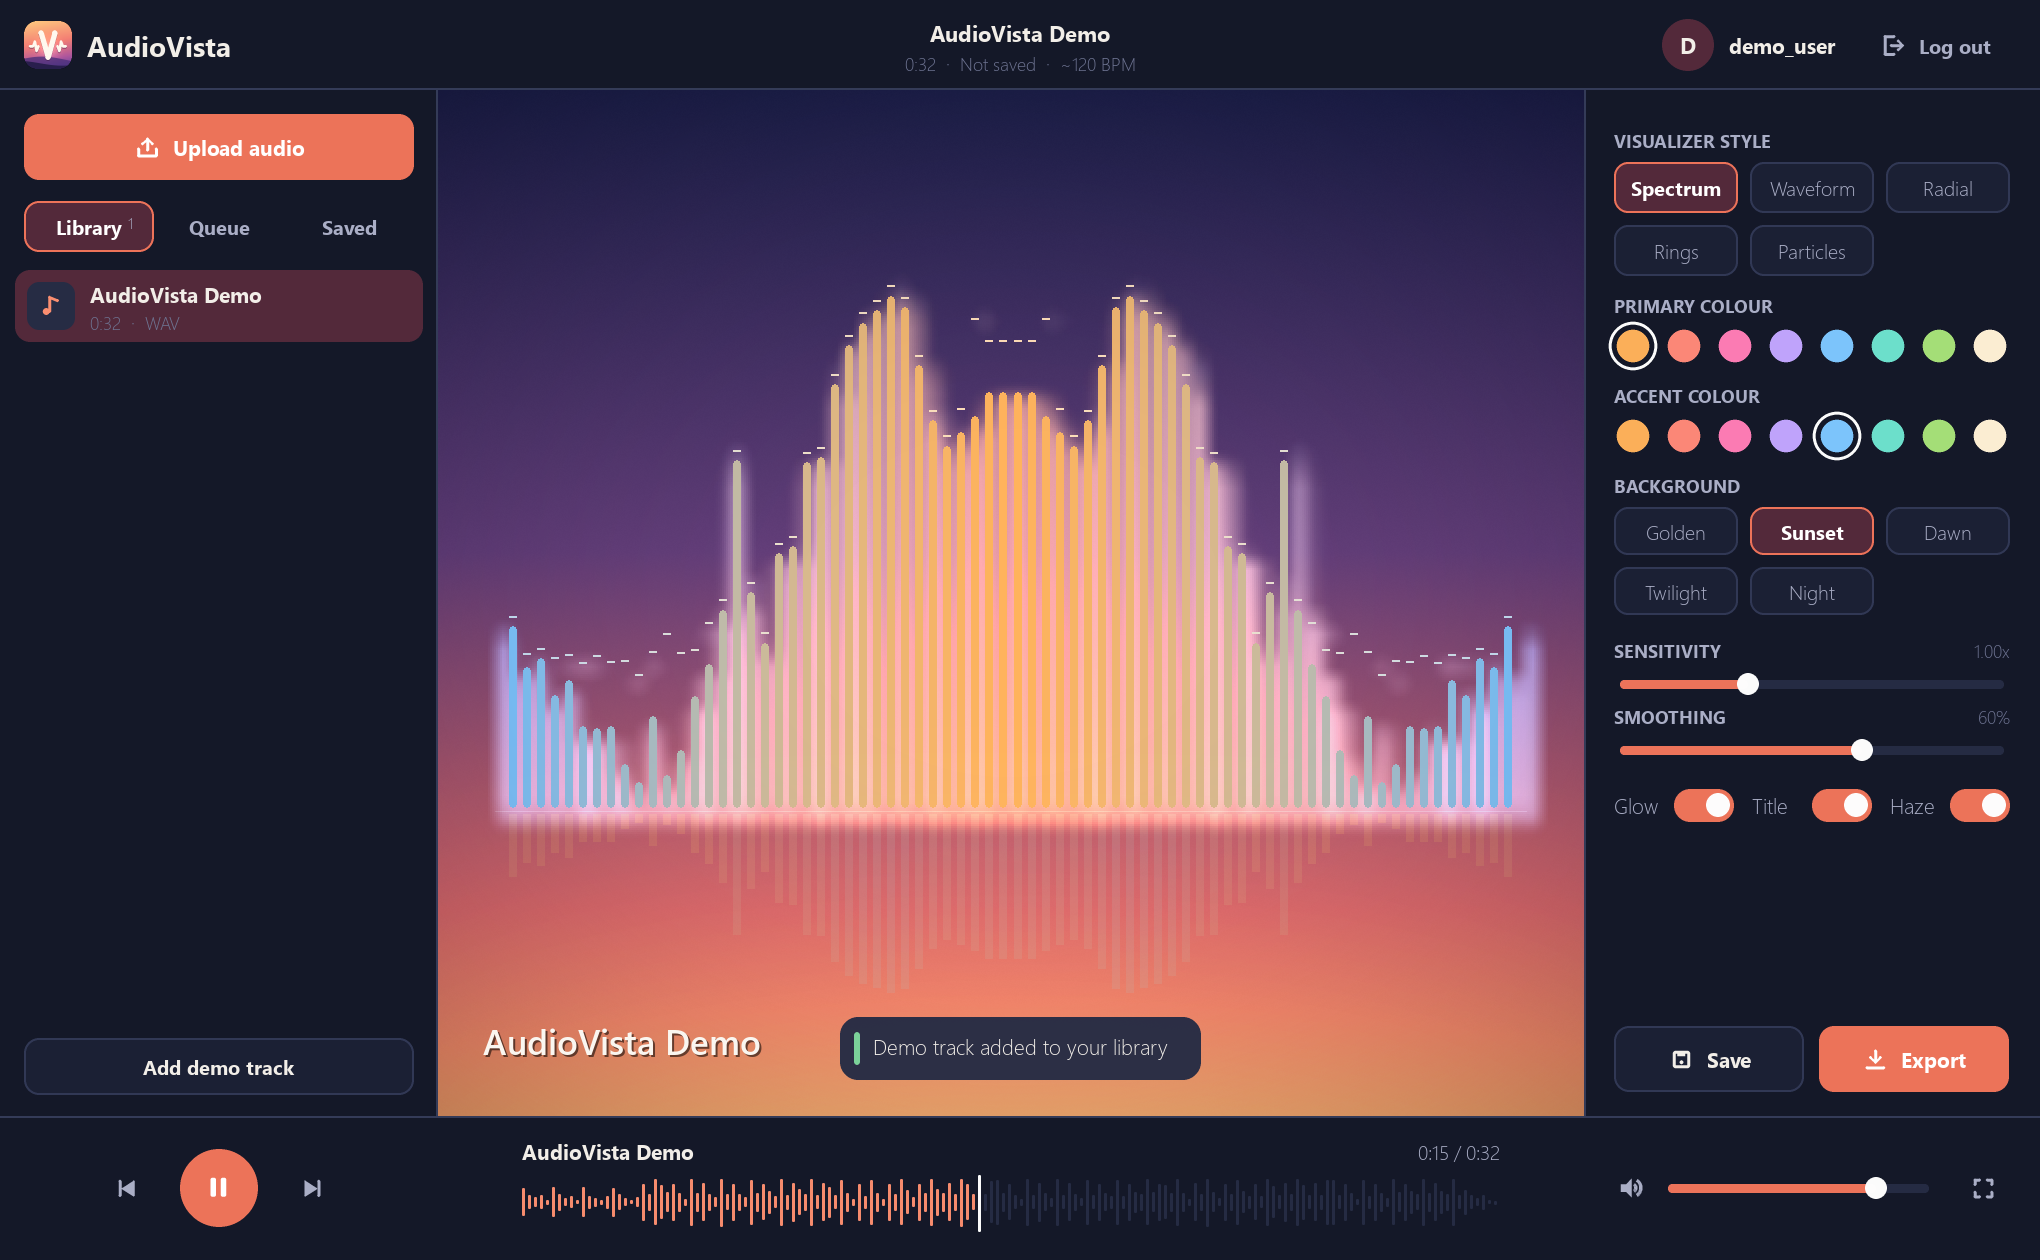 AudioVista
AudioVista Demo
0:32 · Not saved · ~120 BPM
D
demo_user
Log out
Upload audio
Library 1
Queue
Saved
AudioVista Demo
0:32 · WAV
Add demo track
AudioVista Demo
Demo track added to your library
VISUALIZER STYLE
Spectrum
Waveform
Radial
Rings
Particles
PRIMARY COLOUR
ACCENT COLOUR
BACKGROUND
Golden
Sunset
Dawn
Twilight
Night
SENSITIVITY
1.00x
SMOOTHING
60%
Glow
Title
Haze
Save
Export
AudioVista Demo
0:15 / 0:32